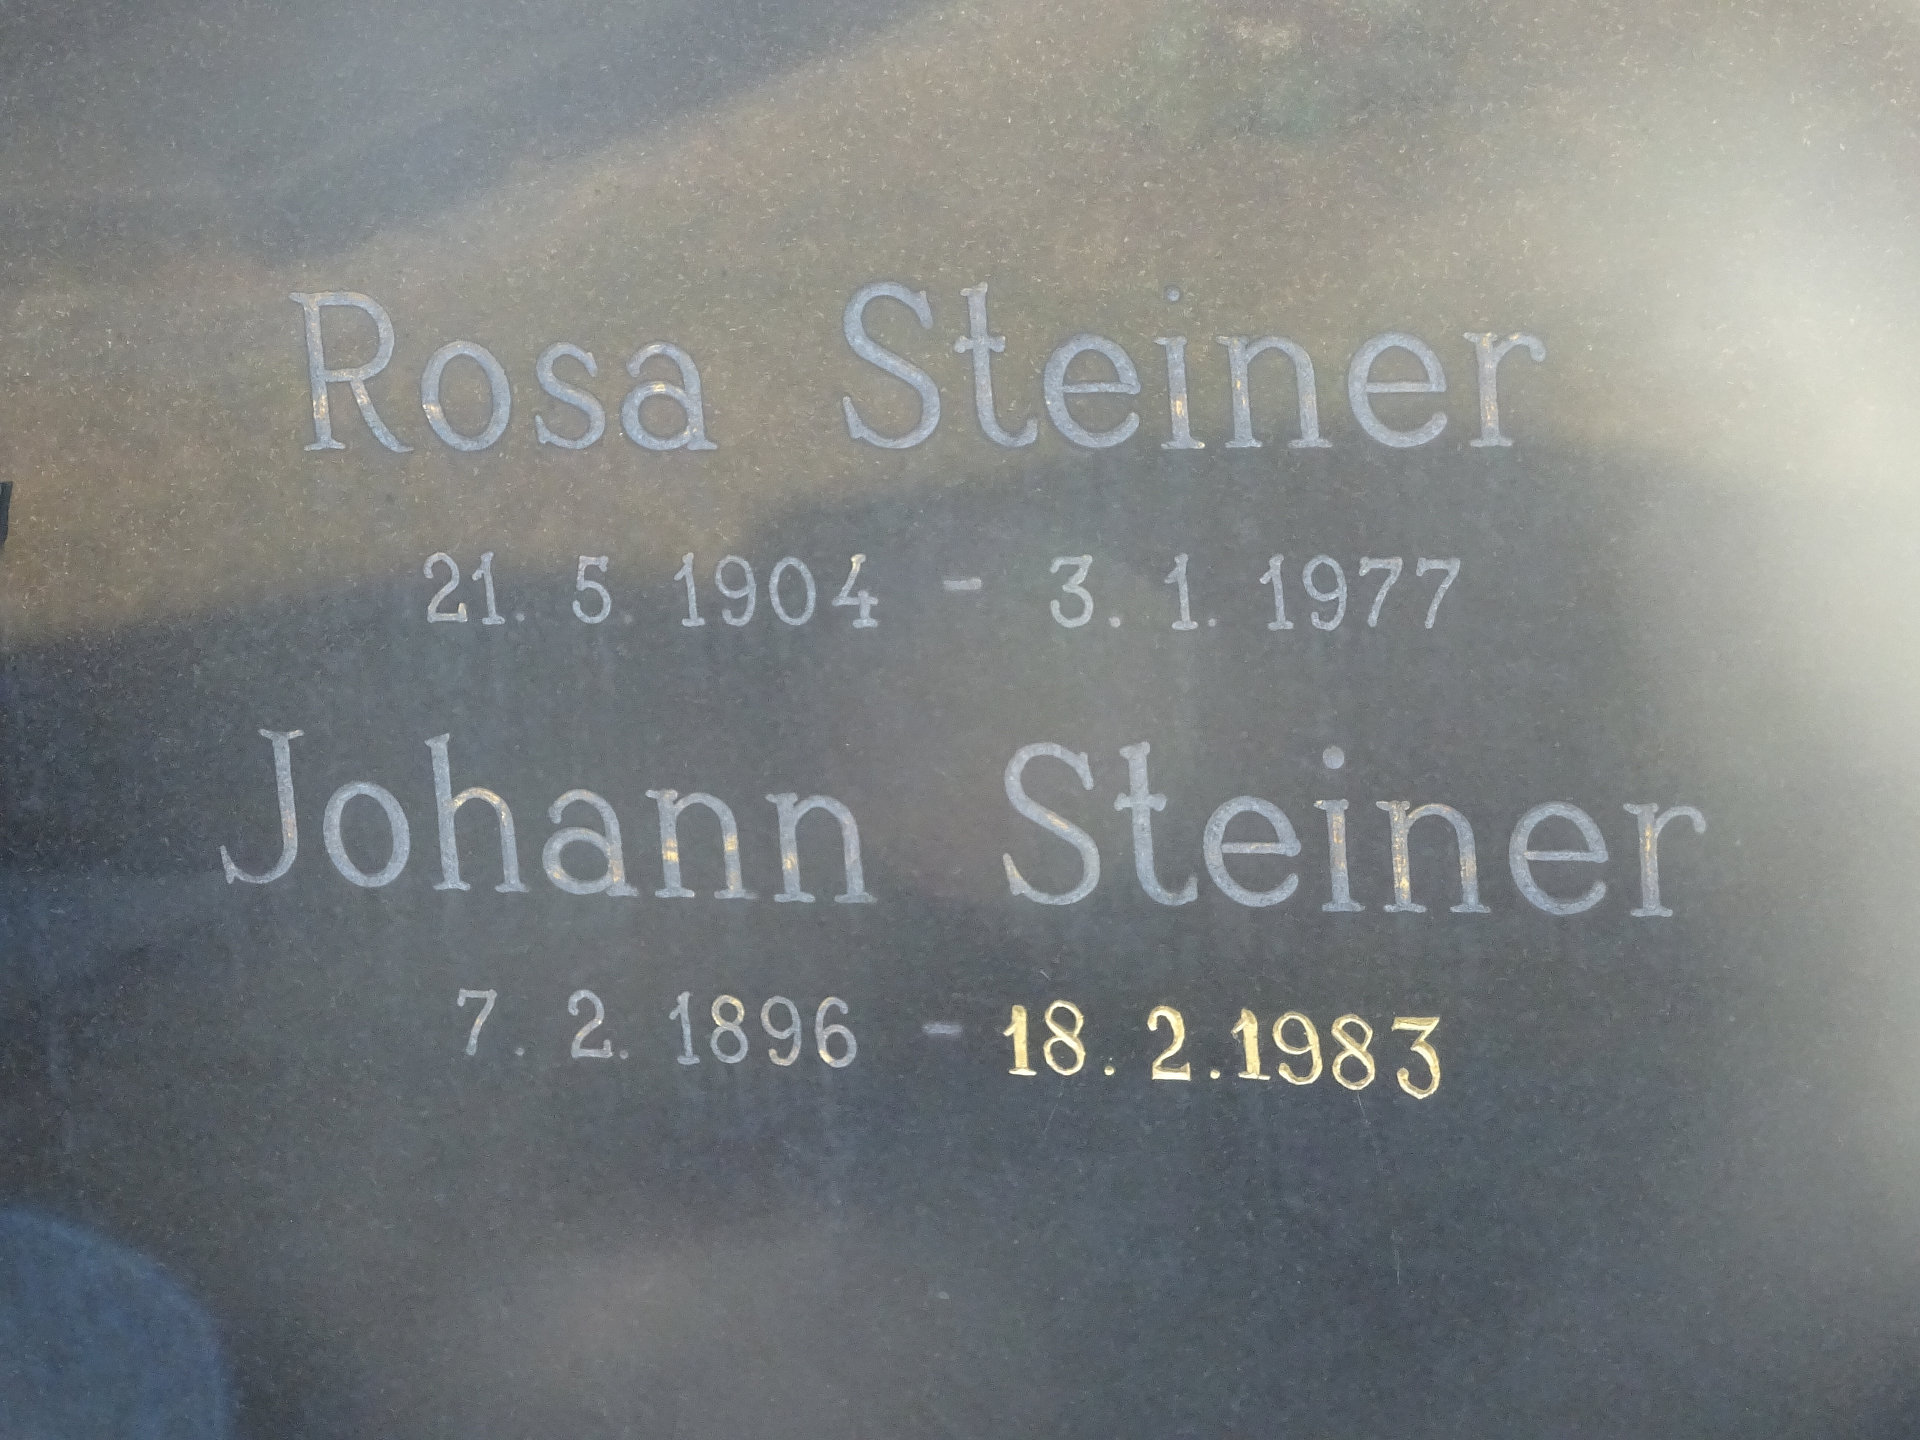 Rosa Steiner
21. 5. 1904 - 3. 1. 1977
Johann Steiner
7. 2. 1896 - 18. 2. 1983